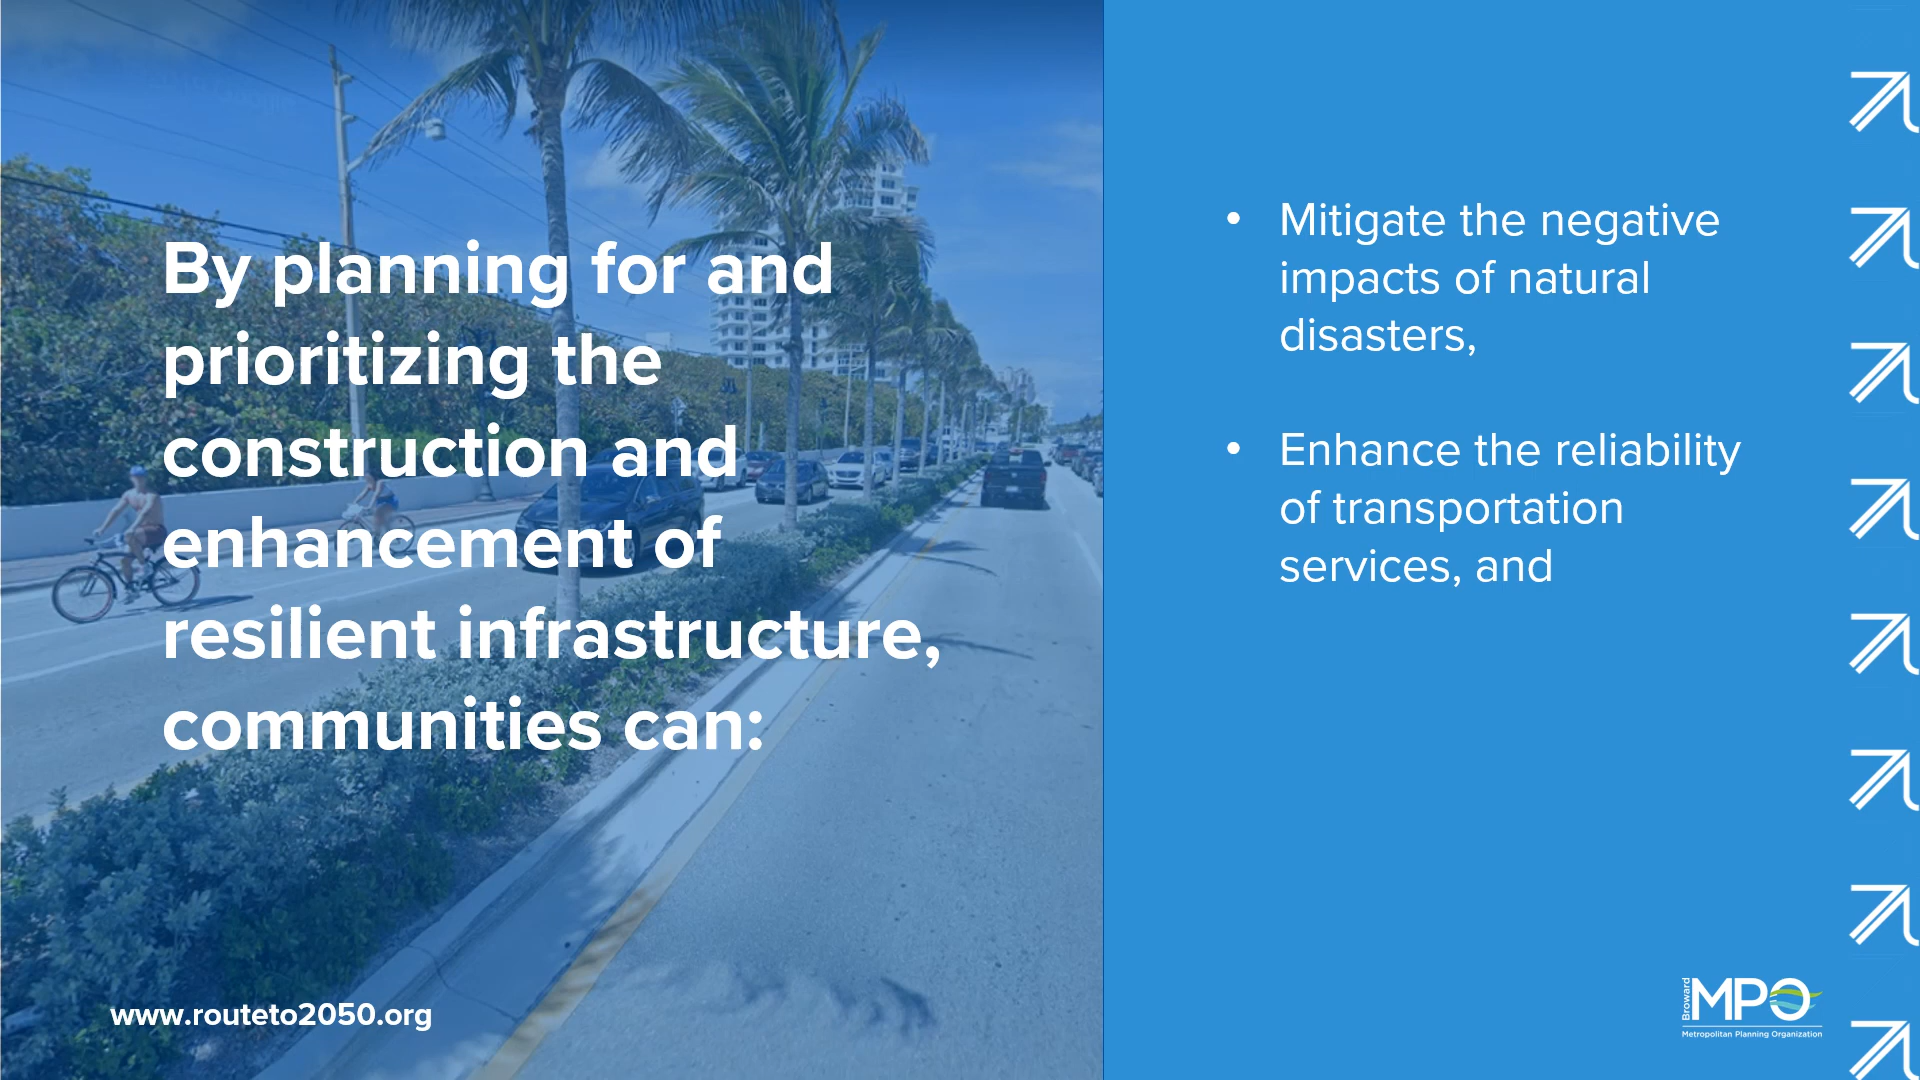 By planning for and
prioritizing the
construction and
enhancement of
resilient infrastructure,
communities can:
www.routeto2050.org
• Mitigate the negative
impacts of natural
disasters,
• Enhance the reliability
of transportation
services, and
Broward
MPO
Metropolitan Planning Organization